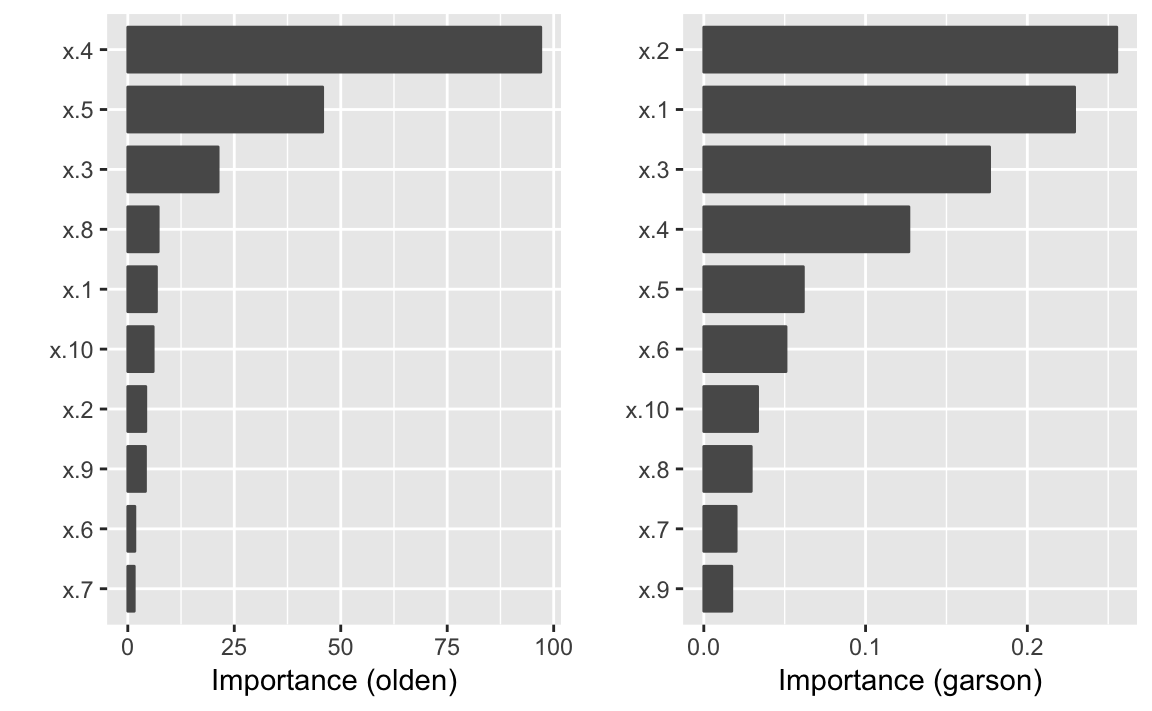 x.4
x.5
x.3
x.8
x.1
x.10
x.2
x.9
x.6
x.7
0 25 50 75 100
Importance (olden)
x.2
x.1
x.3
x.4
x.5
x.6
x.10
x.8
x.7
x.9
0.0 0.1 0.2
Importance (garson)